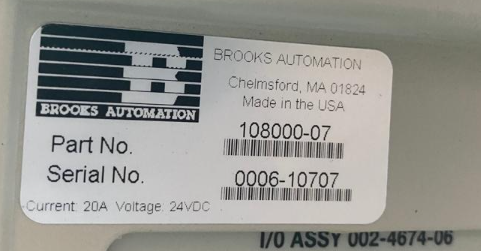 BROOKS AUTOMATION
BROOKS AUTOMATION
Chelmsford, MA 01824
Made in the USA
Part No. 108000-07
Serial No. 0006-10707
Current: 20A Voltage: 24VDC
I/O ASSY 002-4674-06